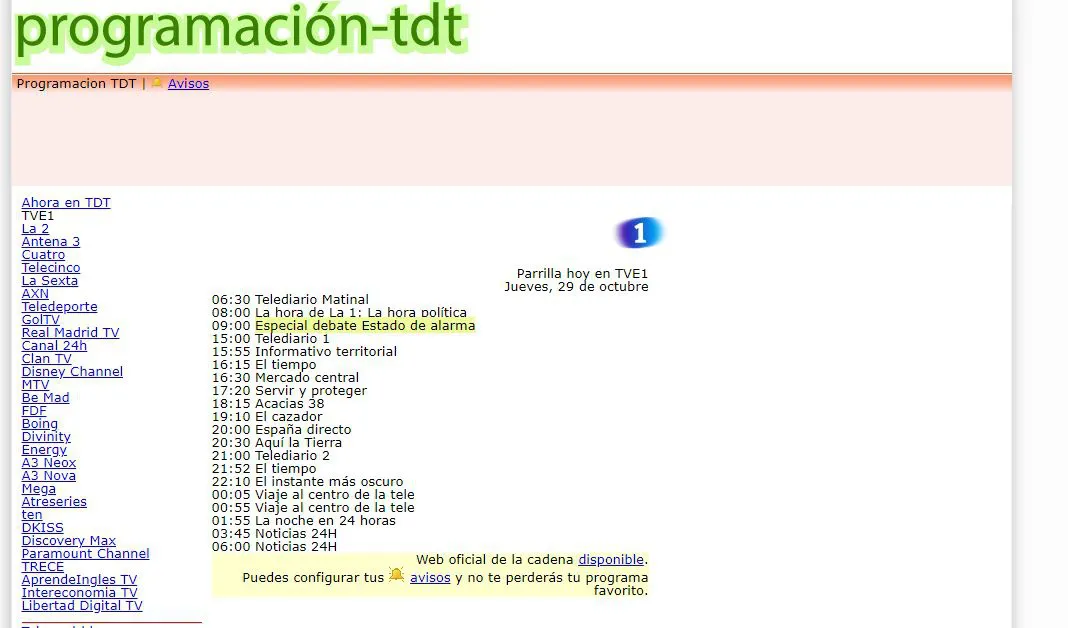 programación-tdt
Programacion TDT | Avisos
Ahora en TDT
TVE1
La 2
Antena 3
Cuatro
Telecinco
La Sexta
AXN
Teledeporte
GolTV
Real Madrid TV
Canal 24h
Clan TV
Disney Channel
MTV
Be Mad
FDF
Boing
Divinity
Energy
A3 Neox
A3 Nova
Mega
Atreseries
ten
DKISS
Discovery Max
Paramount Channel
TRECE
AprendeIngles TV
Intereconomia TV
Libertad Digital TV
1
Parrilla hoy en TVE1
Jueves, 29 de octubre
06:30 Telediario Matinal
08:00 La hora de La 1: La hora política
09:00 Especial debate Estado de alarma
15:00 Telediario 1
15:55 Informativo territorial
16:15 El tiempo
16:30 Mercado central
17:20 Servir y proteger
18:15 Acacias 38
19:10 El cazador
20:00 España directo
20:30 Aquí la Tierra
21:00 Telediario 2
21:52 El tiempo
22:10 El instante más oscuro
00:05 Viaje al centro de la tele
00:55 Viaje al centro de la tele
01:55 La noche en 24 horas
03:45 Noticias 24H
06:00 Noticias 24H
Web oficial de la cadena disponible.
Puedes configurar tus avisos y no te perderás tu programa
favorito.